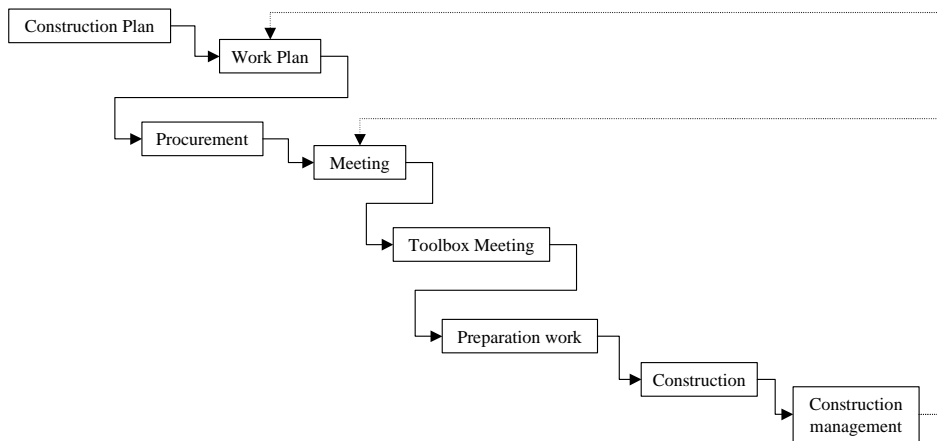 Construction Plan
Work Plan
Procurement
Meeting
Toolbox Meeting
Preparation work
Construction
Construction
management